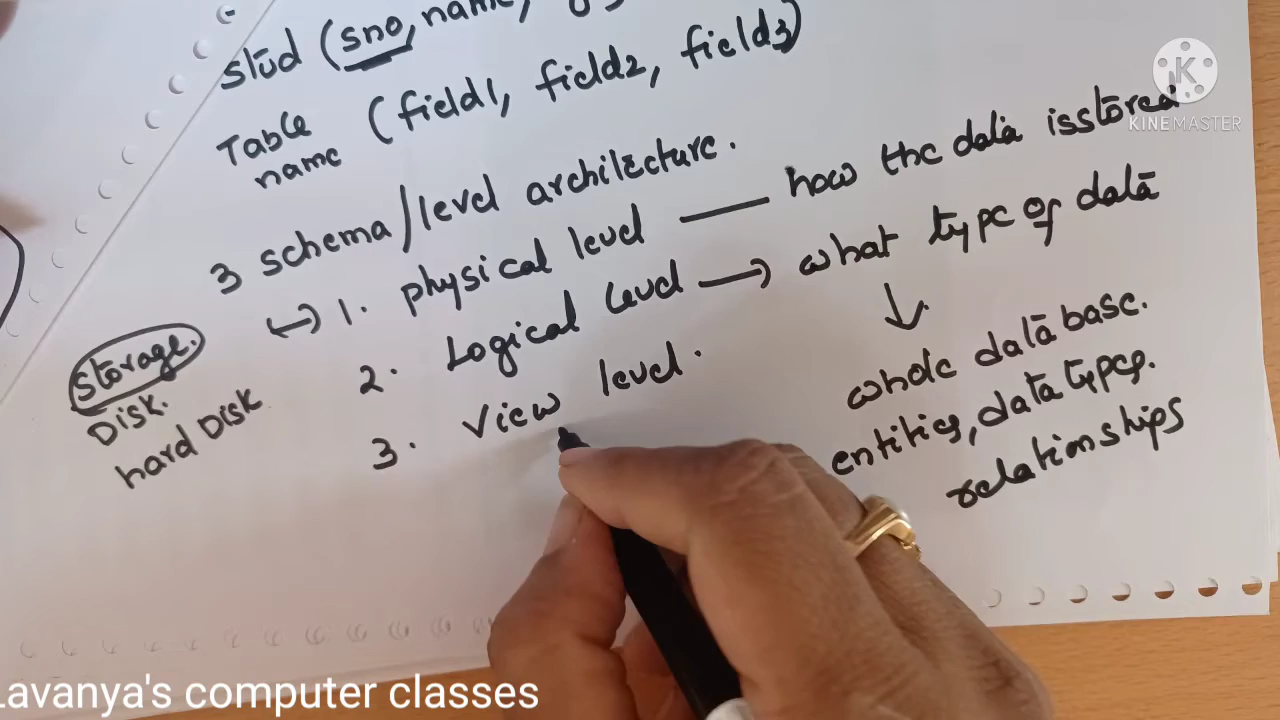 stud (sno, name,
Table name (field1, field2, field3)
3 schema/level architecture.
1. physical level — how the data is stored
2. Logical level → what type of data
↓
whole database.
entities, data types.
relationships
3. View level.
Storage.
Disk.
hard Disk
KINEMASTER
Lavanya's computer classes